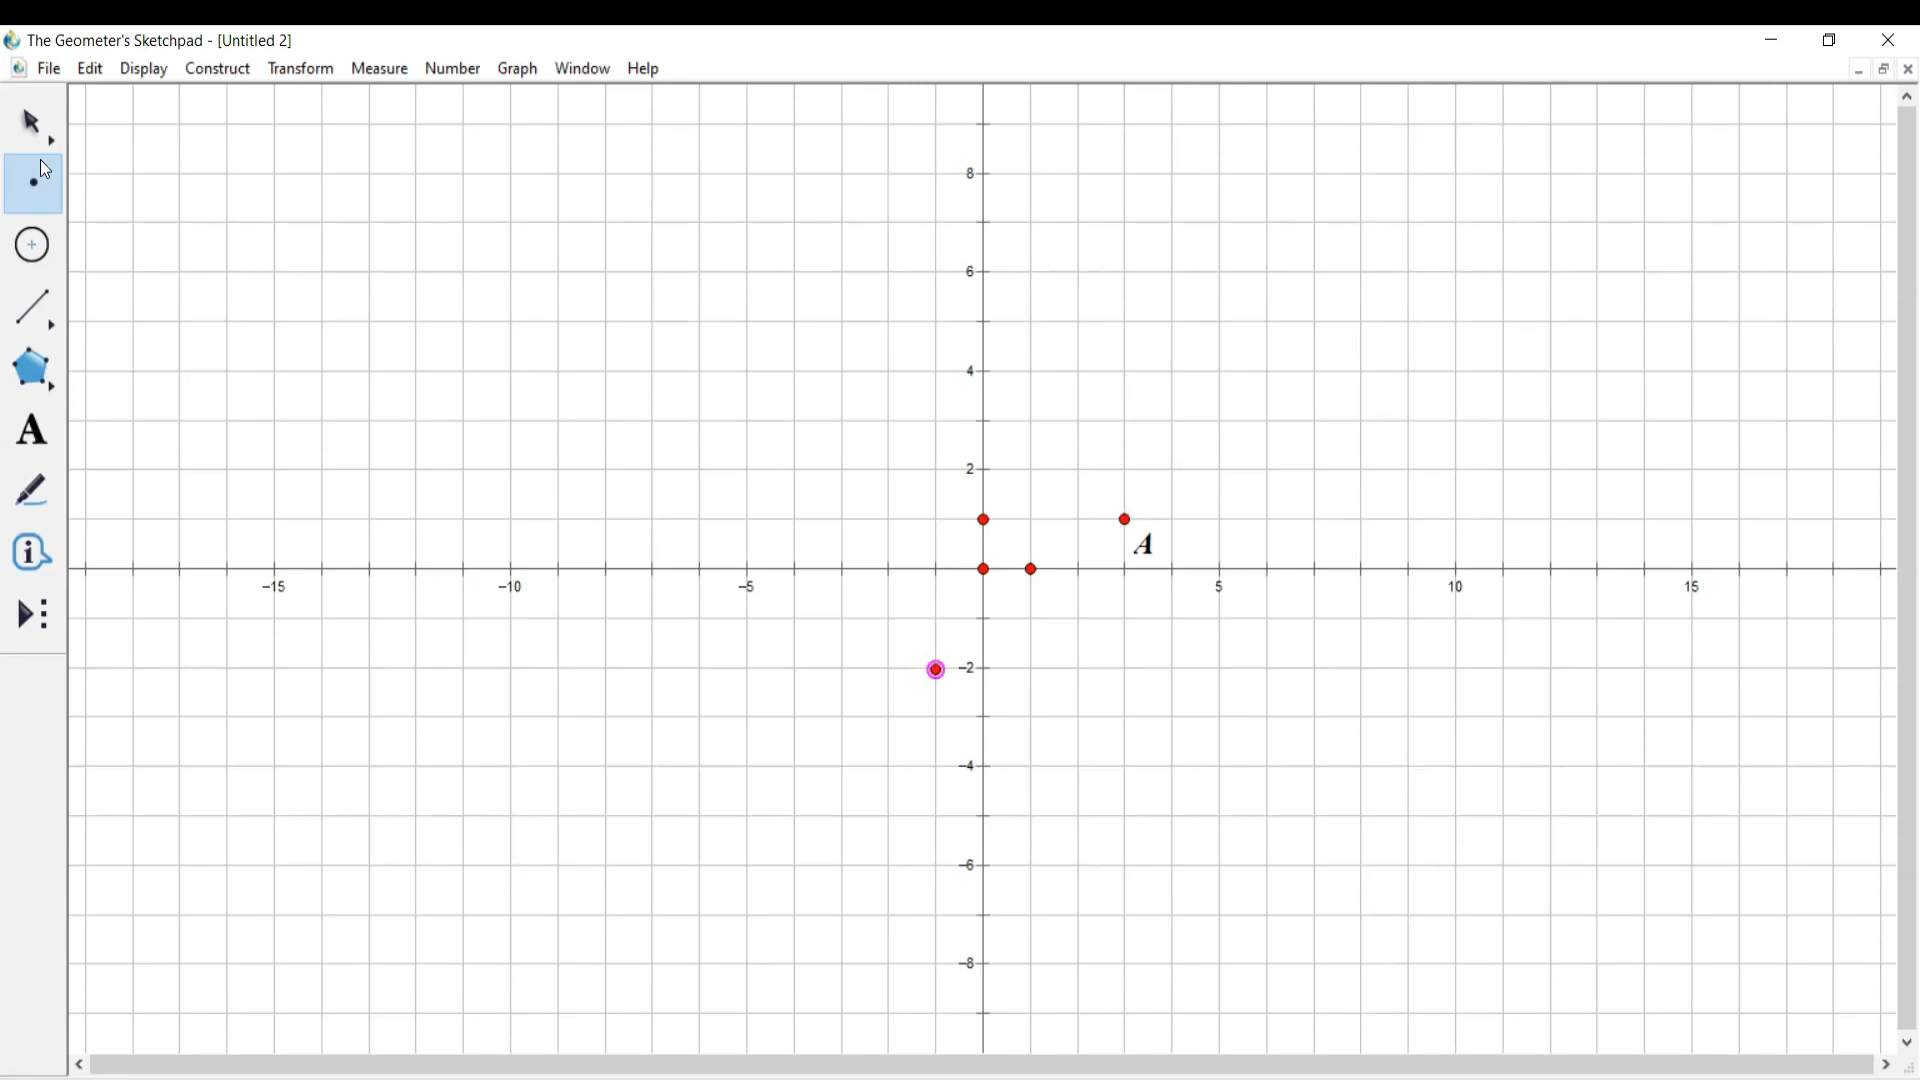 The Geometer's Sketchpad - [Untitled 2]
File Edit Display Construct Transform Measure Number Graph Window Help
8
6
4
2
A
-15 -10 -5 5 10 15
-2
-4
-6
-8
A